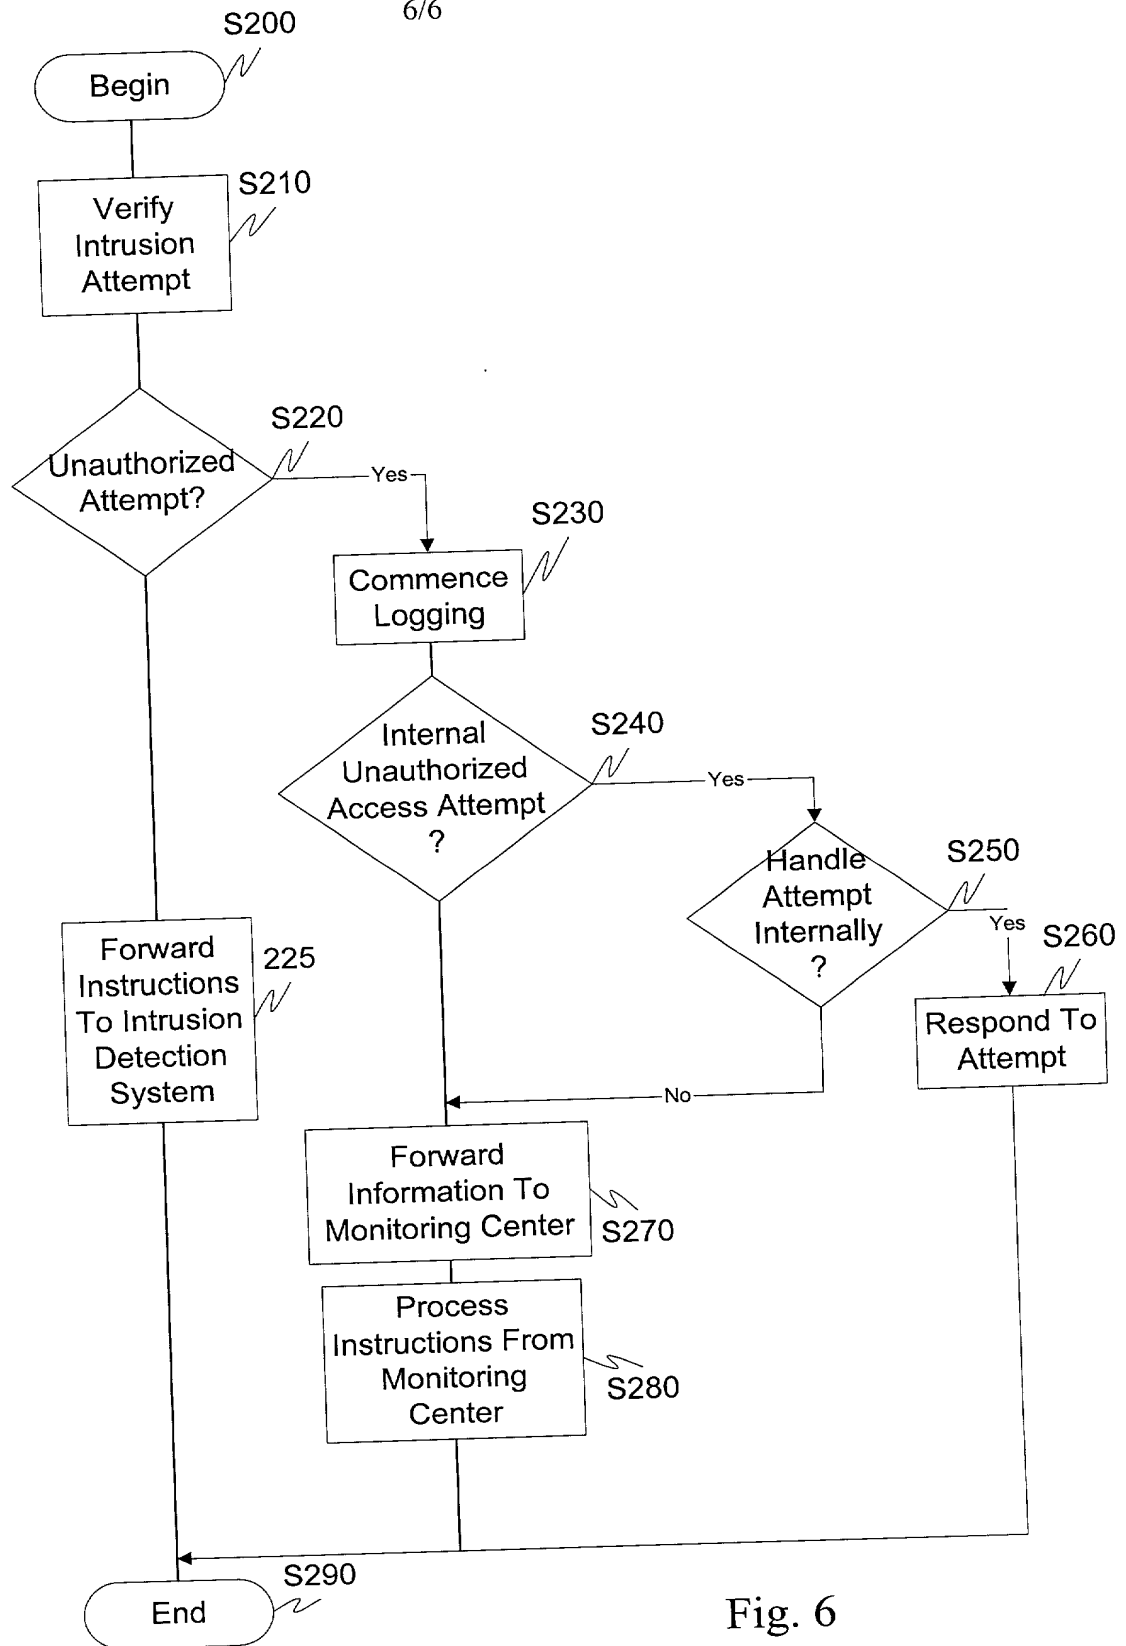 6/6
S200
Begin
S210
Verify
Intrusion
Attempt
S220
Unauthorized
Attempt?
Yes
S230
Commence
Logging
S240
Internal
Unauthorized
Access Attempt
?
Yes
S250
Handle
Attempt
Internally
?
Yes
S260
Respond To
Attempt
225
Forward
Instructions
To Intrusion
Detection
System
No
Forward
Information To
Monitoring Center
S270
Process
Instructions From
Monitoring
Center
S280
S290
End
Fig. 6